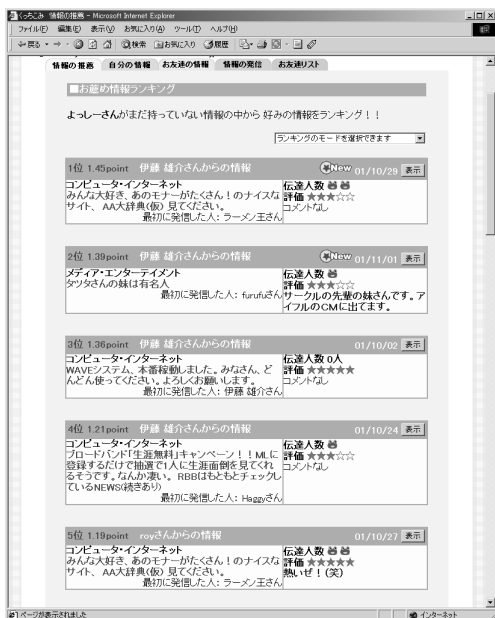 くっちこみ 情報の推薦 - Microsoft Internet Explorer
ファイル(F) 編集(E) 表示(V) お気に入り(A) ツール(T) ヘルプ(H)
戻る 検索 お気に入り 履歴
情報の推薦 自分の情報 お友達の情報 情報の発信 お友達リスト
■お薦め情報ランキング
よっしーさんがまだ持っていない情報の中から 好みの情報をランキング！！
ランキングのモードを選択できます
1位 1.45point 伊藤 雄介さんからの情報 New 01/10/29 表示
コンピュータ・インターネット
みんな大好き、あのモナーがたくさん！のナイスな
サイト、 AA大辞典(仮) 見てください。
最初に発信した人: ラーメン王さん
伝達人数
評価 ★★★☆☆
コメントなし
2位 1.39point 伊藤 雄介さんからの情報 New 01/11/01 表示
メディア・エンターテイメント
タツタさんの妹は有名人
最初に発信した人: furufuさん
伝達人数
評価 ★★★☆☆
サークルの先輩の妹さんです。ア
イフルのCMに出てます。
3位 1.36point 伊藤 雄介さんからの情報 01/10/02 表示
コンピュータ・インターネット
WAVEシステム、本番稼動しました。みなさん、ど
んどん使ってください。よろしくお願いします。
最初に発信した人: 伊藤 雄介さん
伝達人数 0人
評価 ★★★★★
コメントなし
4位 1.21point 伊藤 雄介さんからの情報 01/10/24 表示
コンピュータ・インターネット
ブロードバンド「生涯無料」キャンペーン！！MLに
登録するだけで抽選で1人に生涯面倒を見てくれ
るそうです。なんか凄い。 RBBはもともとチェックし
ているNEWS(続きあり)
最初に発信した人: Haggyさん
伝達人数
評価 ★★★☆☆
コメントなし
5位 1.19point royさんからの情報 01/10/27 表示
コンピュータ・インターネット
みんな大好き、あのモナーがたくさん！のナイスな
サイト、 AA大辞典(仮) 見てください。
最初に発信した人: ラーメン王さん
伝達人数
評価 ★★★★★
熱いぜ！(笑)
ページが表示されました インターネット